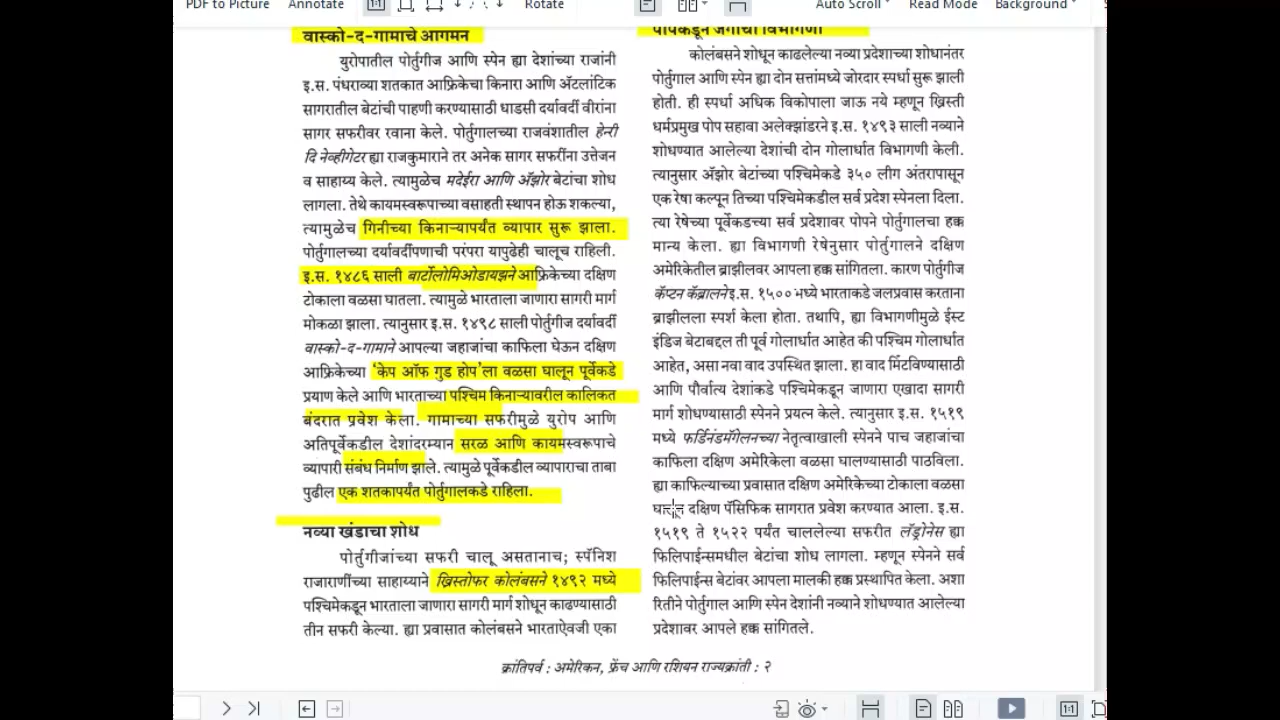 PDF to Picture Annotate Rotate Auto Scroll Read Mode Background
वास्को-द-गामाचे आगमन
युरोपातील पोर्तुगीज आणि स्पेन ह्या देशांच्या राजांनी
इ.स. पंधराव्या शतकात आफ्रिकेचा किनारा आणि अ‍ॅटलांटिक
सागरातील बेटांची पाहणी करण्यासाठी धाडसी दर्यावर्दी वीरांना
सागर सफरीवर रवाना केले. पोर्तुगालच्या राजवंशातील हेन्री
दि नेव्हीगेटर ह्या राजकुमाराने तर अनेक सागर सफरींना उत्तेजन
व साहाय्य केले. त्यामुळेच मदेईरा आणि अ‍ॅझोर बेटांचा शोध
लागला. तेथे कायमस्वरूपाच्या वसाहती स्थापन होऊ शकल्या,
त्यामुळेच गिनीच्या किनाऱ्यापर्यंत व्यापार सुरू झाला.
पोर्तुगालच्या दर्यावर्दीपणाची परंपरा यापुढेही चालूच राहिली.
इ.स. १४८६ साली बार्टोलोमिओडायझने आफ्रिकेच्या दक्षिण
टोकाला वळसा घातला. त्यामुळे भारताला जाणारा सागरी मार्ग
मोकळा झाला. त्यानुसार इ.स. १४९८ साली पोर्तुगीज दर्यावर्दी
वास्को-द-गामाने आपल्या जहाजांचा काफिला घेऊन दक्षिण
आफ्रिकेच्या 'केप ऑफ गुड होप'ला वळसा घालून पूर्वेकडे
प्रयाण केले आणि भारताच्या पश्चिम किनाऱ्यावरील कालिकत
बंदरात प्रवेश केला. गामाच्या सफरीमुळे युरोप आणि
अतिपूर्वेकडील देशांदरम्यान सरळ आणि कायमस्वरूपाचे
व्यापारी संबंध निर्माण झाले. त्यामुळे पूर्वेकडील व्यापाराचा ताबा
पुढील एक शतकापर्यंत पोर्तुगालकडे राहिला.
नव्या खंडाचा शोध
पोर्तुगीजांच्या सफरी चालू असतानाच; स्पॅनिश
राजाराणींच्या साहाय्याने ख्रिस्तोफर कोलंबसने १४९२ मध्ये
पश्चिमेकडून भारताला जाणारा सागरी मार्ग शोधून काढण्यासाठी
तीन सफरी केल्या. ह्या प्रवासात कोलंबसने भारताऐवजी एका
पोपकडून जगाची विभागणी
कोलंबसने शोधून काढलेल्या नव्या प्रदेशाच्या शोधानंतर
पोर्तुगाल आणि स्पेन ह्या दोन सत्तांमध्ये जोरदार स्पर्धा सुरू झाली
होती. ही स्पर्धा अधिक विकोपाला जाऊ नये म्हणून ख्रिस्ती
धर्मप्रमुख पोप सहावा अलेक्झांडरने इ.स. १४९३ साली नव्याने
शोधण्यात आलेल्या देशांची दोन गोलार्धात विभागणी केली.
त्यानुसार अ‍ॅझोर बेटांच्या पश्चिमेकडे ३५० लीग अंतरापासून
एक रेषा कल्पून तिच्या पश्चिमेकडील सर्व प्रदेश स्पेनला दिला.
त्या रेषेच्या पूर्वेकडच्या सर्व प्रदेशावर पोपने पोर्तुगालचा हक्क
मान्य केला. ह्या विभागणी रेषेनुसार पोर्तुगालने दक्षिण
अमेरिकेतील ब्राझीलवर आपला हक्क सांगितला. कारण पोर्तुगीज
कॅप्टन कॅब्रालने इ.स. १५०० मध्ये भारताकडे जलप्रवास करताना
ब्राझीलला स्पर्श केला होता. तथापि, ह्या विभागणीमुळे ईस्ट
इंडिज बेटाबद्दल ती पूर्व गोलार्धात आहेत की पश्चिम गोलार्धात
आहेत, असा नवा वाद उपस्थित झाला. हा वाद मिटविण्यासाठी
आणि पौर्वात्य देशांकडे पश्चिमेकडून जाणारा एखादा सागरी
मार्ग शोधण्यासाठी स्पेनने प्रयत्न केले. त्यानुसार इ.स. १५१९
मध्ये फर्डिनंडमॅगेलनच्या नेतृत्वाखाली स्पेनने पाच जहाजांचा
काफिला दक्षिण अमेरिकेला वळसा घालण्यासाठी पाठविला.
ह्या काफिल्याच्या प्रवासात दक्षिण अमेरिकेच्या टोकाला वळसा
घालून दक्षिण पॅसिफिक सागरात प्रवेश करण्यात आला. इ.स.
१५१९ ते १५२२ पर्यंत चाललेल्या सफरीत लॅड्रोनेस ह्या
फिलिपाईन्समधील बेटांचा शोध लागला. म्हणून स्पेनने सर्व
फिलिपाईन्स बेटांवर आपला मालकी हक्क प्रस्थापित केला. अशा
रितीने पोर्तुगाल आणि स्पेन देशांनी नव्याने शोधण्यात आलेल्या
प्रदेशावर आपले हक्क सांगितले.
क्रांतिपर्व : अमेरिकन, फ्रेंच आणि रशियन राज्यक्रांती : २